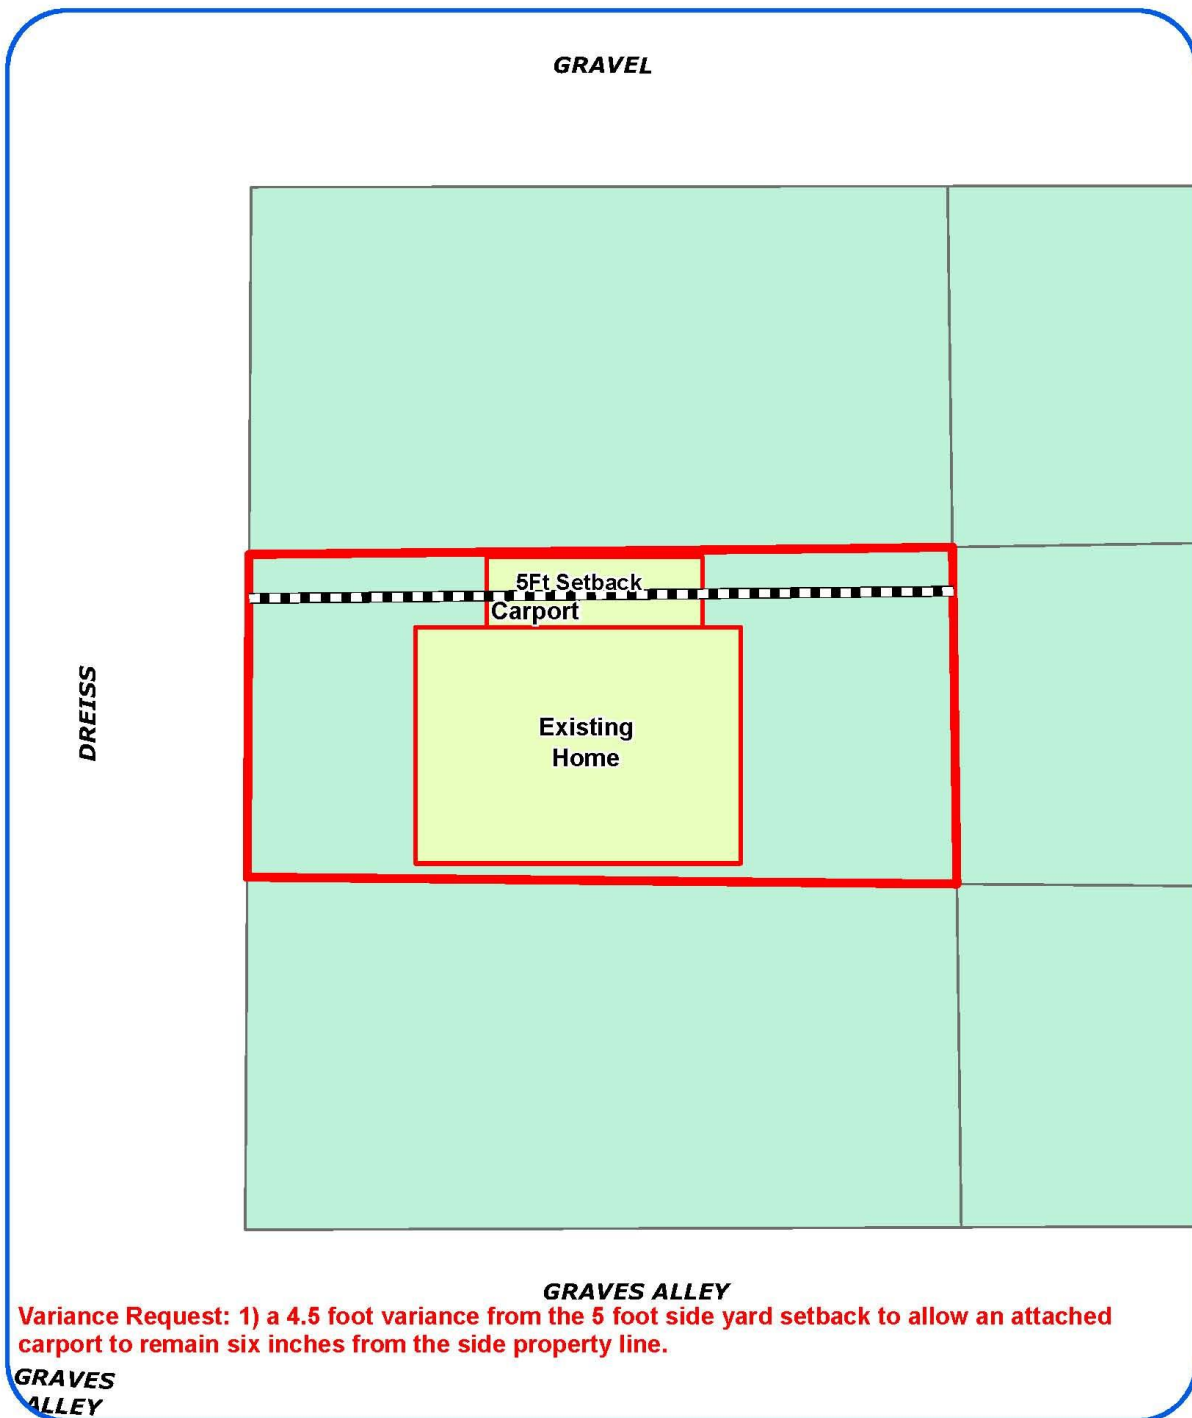 GRAVEL
5Ft Setback
Carport
Existing
Home
DREISS
GRAVES ALLEY
Variance Request: 1) a 4.5 foot variance from the 5 foot side yard setback to allow an attached
carport to remain six inches from the side property line.
GRAVES
ALLEY